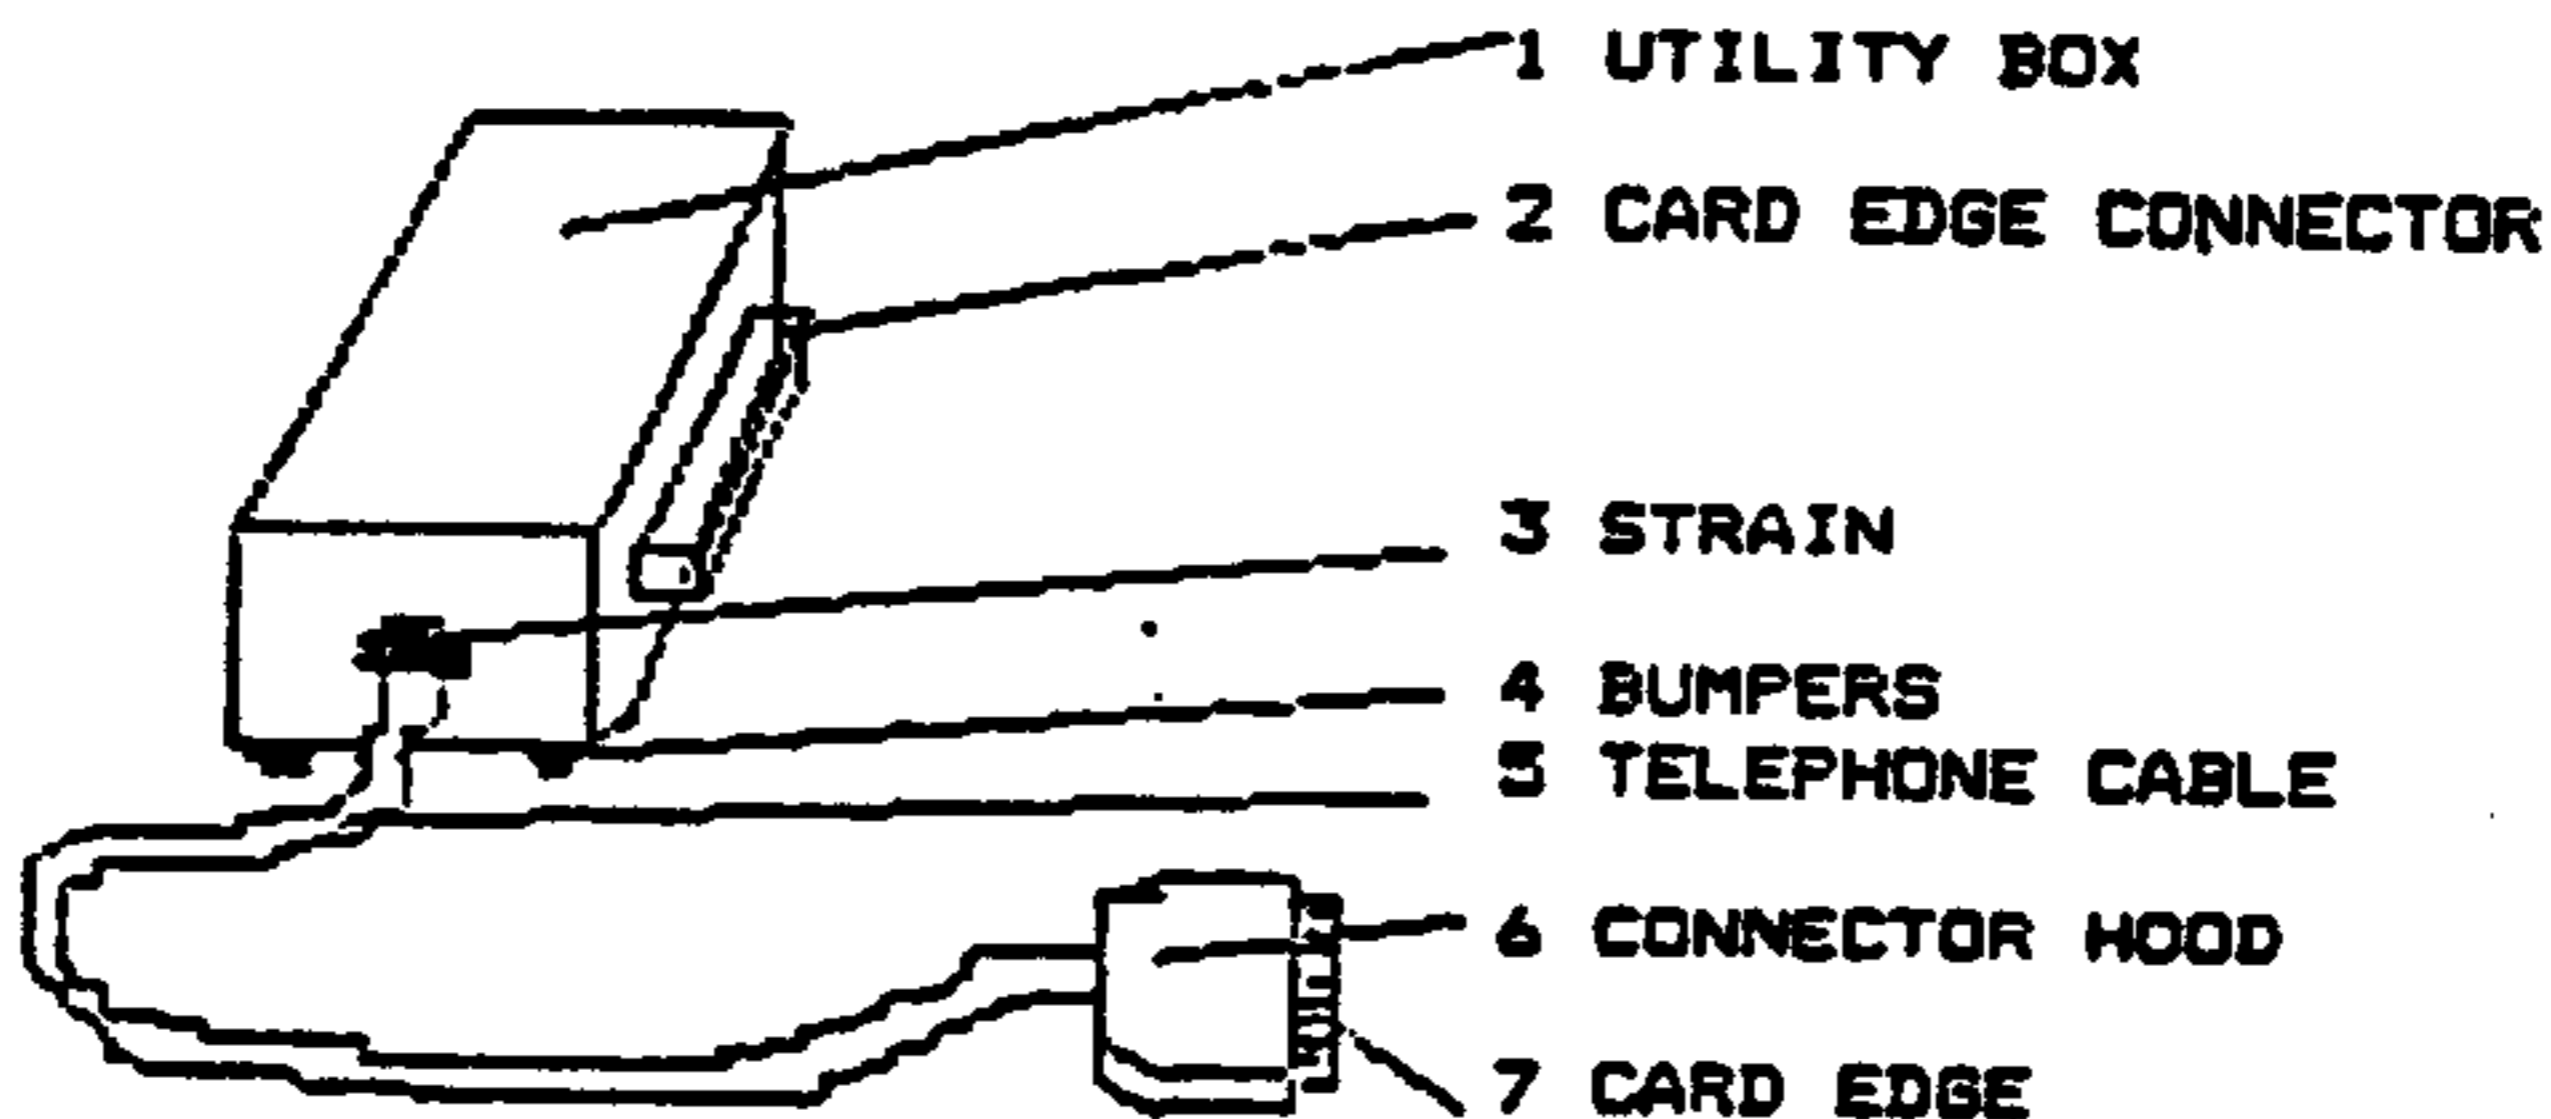 1 UTILITY BOX
2 CARD EDGE CONNECTOR
3 STRAIN
4 BUMPERS
5 TELEPHONE CABLE
6 CONNECTOR HOOD
7 CARD EDGE